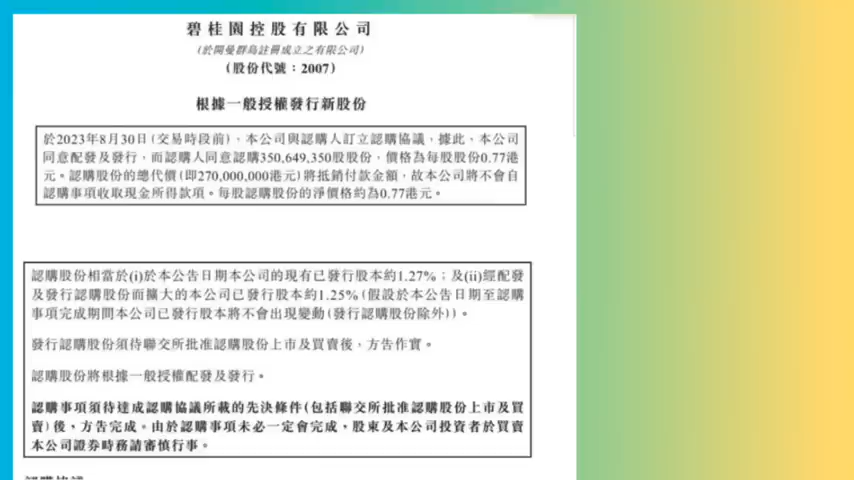 碧桂園控股有限公司
(於開曼群島註冊成立之有限公司)
(股份代號：2007)
根據一般授權發行新股份
於2023年8月30日(交易時段前)，本公司與認購人訂立認購協議，據此，本公司
同意配發及發行，而認購人同意認購350,649,350股股份，價格為每股股份0.77港
元。認購股份的總代價(即270,000,000港元)將抵銷付款金額，故本公司將不會自
認購事項收取現金所得款項。每股認購股份的淨價格約為0.77港元。
認購股份相當於(i)於本公告日期本公司的現有已發行股本約1.27%；及(ii)經配發
及發行認購股份而擴大的本公司已發行股本約1.25%(假設於本公告日期至認購
事項完成期間本公司已發行股本將不會出現變動(發行認購股份除外))。
發行認購股份須待聯交所批准認購股份上市及買賣後，方告作實。
認購股份將根據一般授權配發及發行。
認購事項須待達成認購協議所載的先決條件(包括聯交所批准認購股份上市及買
賣)後，方告完成。由於認購事項未必一定會完成，股東及本公司投資者於買賣
本公司證券時務請審慎行事。